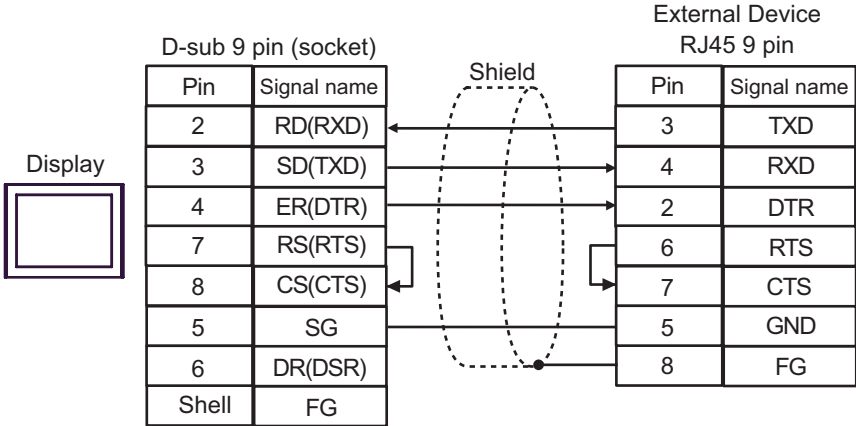 External Device
D-sub 9 pin (socket)
RJ45 9 pin
Shield
Pin Signal name
Pin Signal name
2 RD(RXD)
3 TXD
Display
3 SD(TXD)
4 RXD
4 ER(DTR)
2 DTR
7 RS(RTS)
6 RTS
8 CS(CTS)
7 CTS
5 SG
5 GND
6 DR(DSR)
8 FG
Shell FG